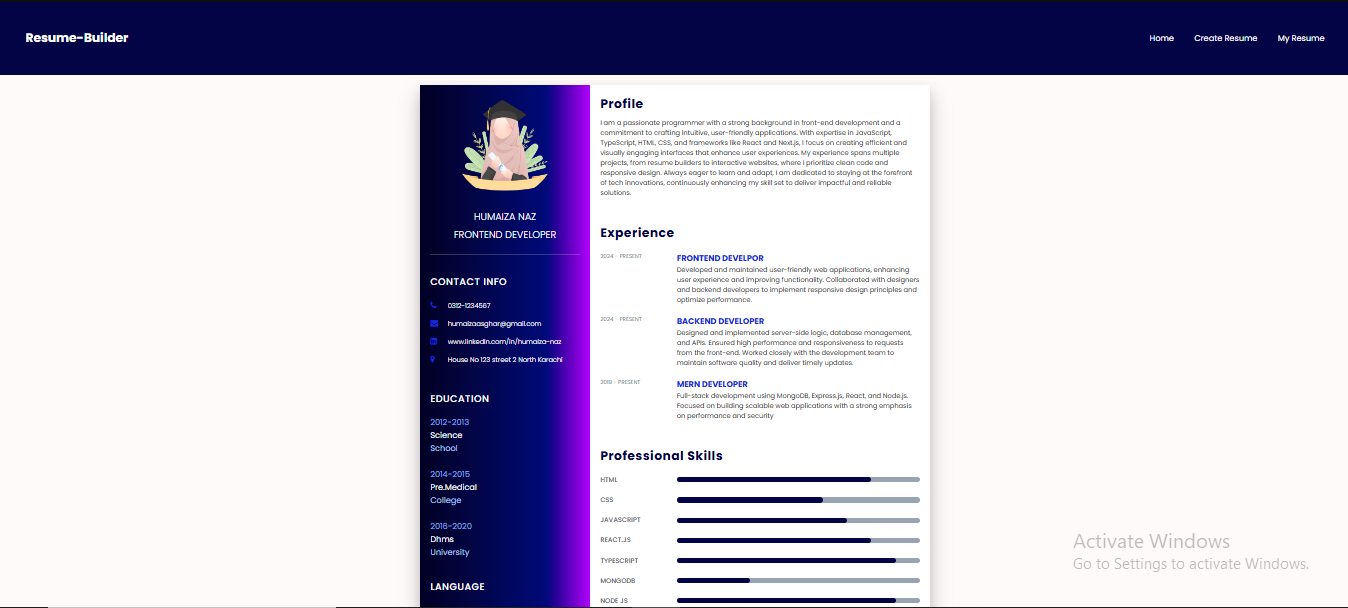 Resume-Builder
Home
Create Resume
My Resume
HUMAIZA NAZ
FRONTEND DEVELOPER
CONTACT INFO
0312-1234567
humaizaasghar@gmail.com
www.linkedin.com/in/humaiza-naz
House No 123 street 2 North Karachi
EDUCATION
2012-2013
Science
School
2014-2015
Pre.Medical
College
2016-2020
Dhms
University
LANGUAGE
Profile
I am a passionate programmer with a strong background in front-end development and a
commitment to crafting intuitive, user-friendly applications. With expertise in JavaScript,
TypeScript, HTML, CSS, and frameworks like React and Next.js, I focus on creating efficient and
visually engaging interfaces that enhance user experiences. My experience spans multiple
projects, from resume builders to interactive websites, where I prioritize clean code and
responsive design. Always eager to learn and adapt, I am dedicated to staying at the forefront
of tech innovations, continuously enhancing my skill set to deliver impactful and reliable
solutions.
Experience
2024 - PRESENT
FRONTEND DEVELPOR
Developed and maintained user-friendly web applications, enhancing
user experience and improving functionality. Collaborated with designers
and backend developers to implement responsive design principles and
optimize performance.
2024 - PRESENT
BACKEND DEVELOPER
Designed and implemented server-side logic, database management,
and APIs. Ensured high performance and responsiveness to requests
from the front-end. Worked closely with the development team to
maintain software quality and deliver timely updates.
2019 - PRESENT
MERN DEVELOPER
Full-stack development using MongoDB, Express.js, React, and Node.js.
Focused on building scalable web applications with a strong emphasis
on performance and security
Professional Skills
HTML
CSS
JAVASCRIPT
REACT.JS
TYPESCRIPT
MONGODB
NODE JS
Activate Windows
Go to Settings to activate Windows.